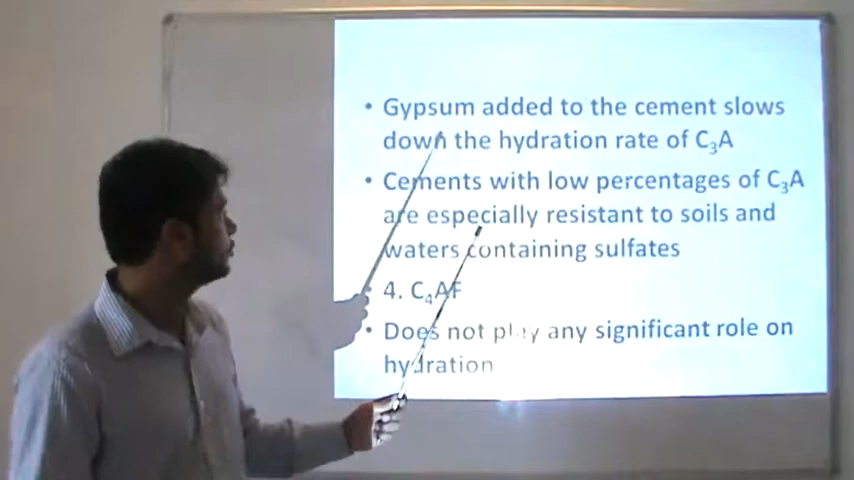 • Gypsum added to the cement slows
down the hydration rate of C₃A
• Cements with low percentages of C₃A
are especially resistant to soils and
waters containing sulfates
• 4. C₄AF
• Does not play any significant role on
hydration